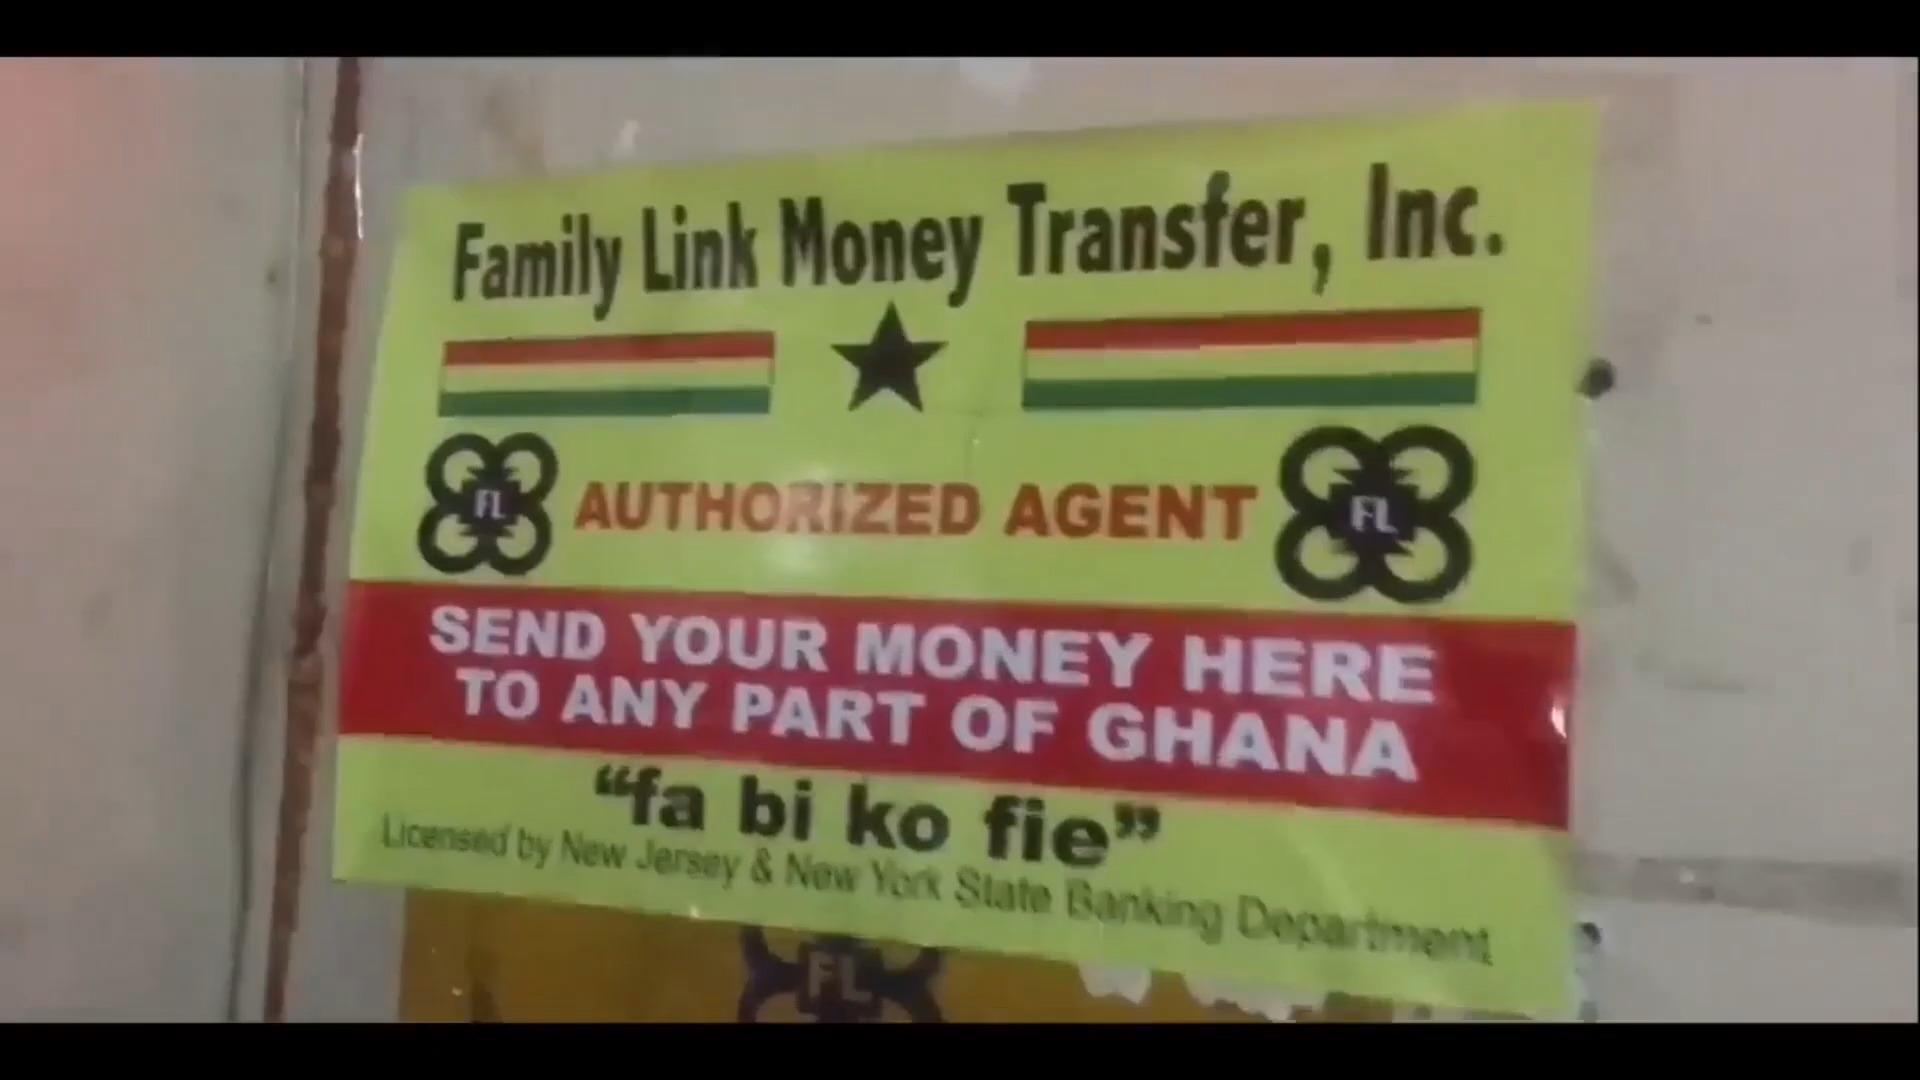 Family Link Money Transfer, Inc.
FL AUTHORIZED AGENT FL
SEND YOUR MONEY HERE
TO ANY PART OF GHANA
“fa bi ko fie”
Licensed by New Jersey & New York State Banking Department
FL